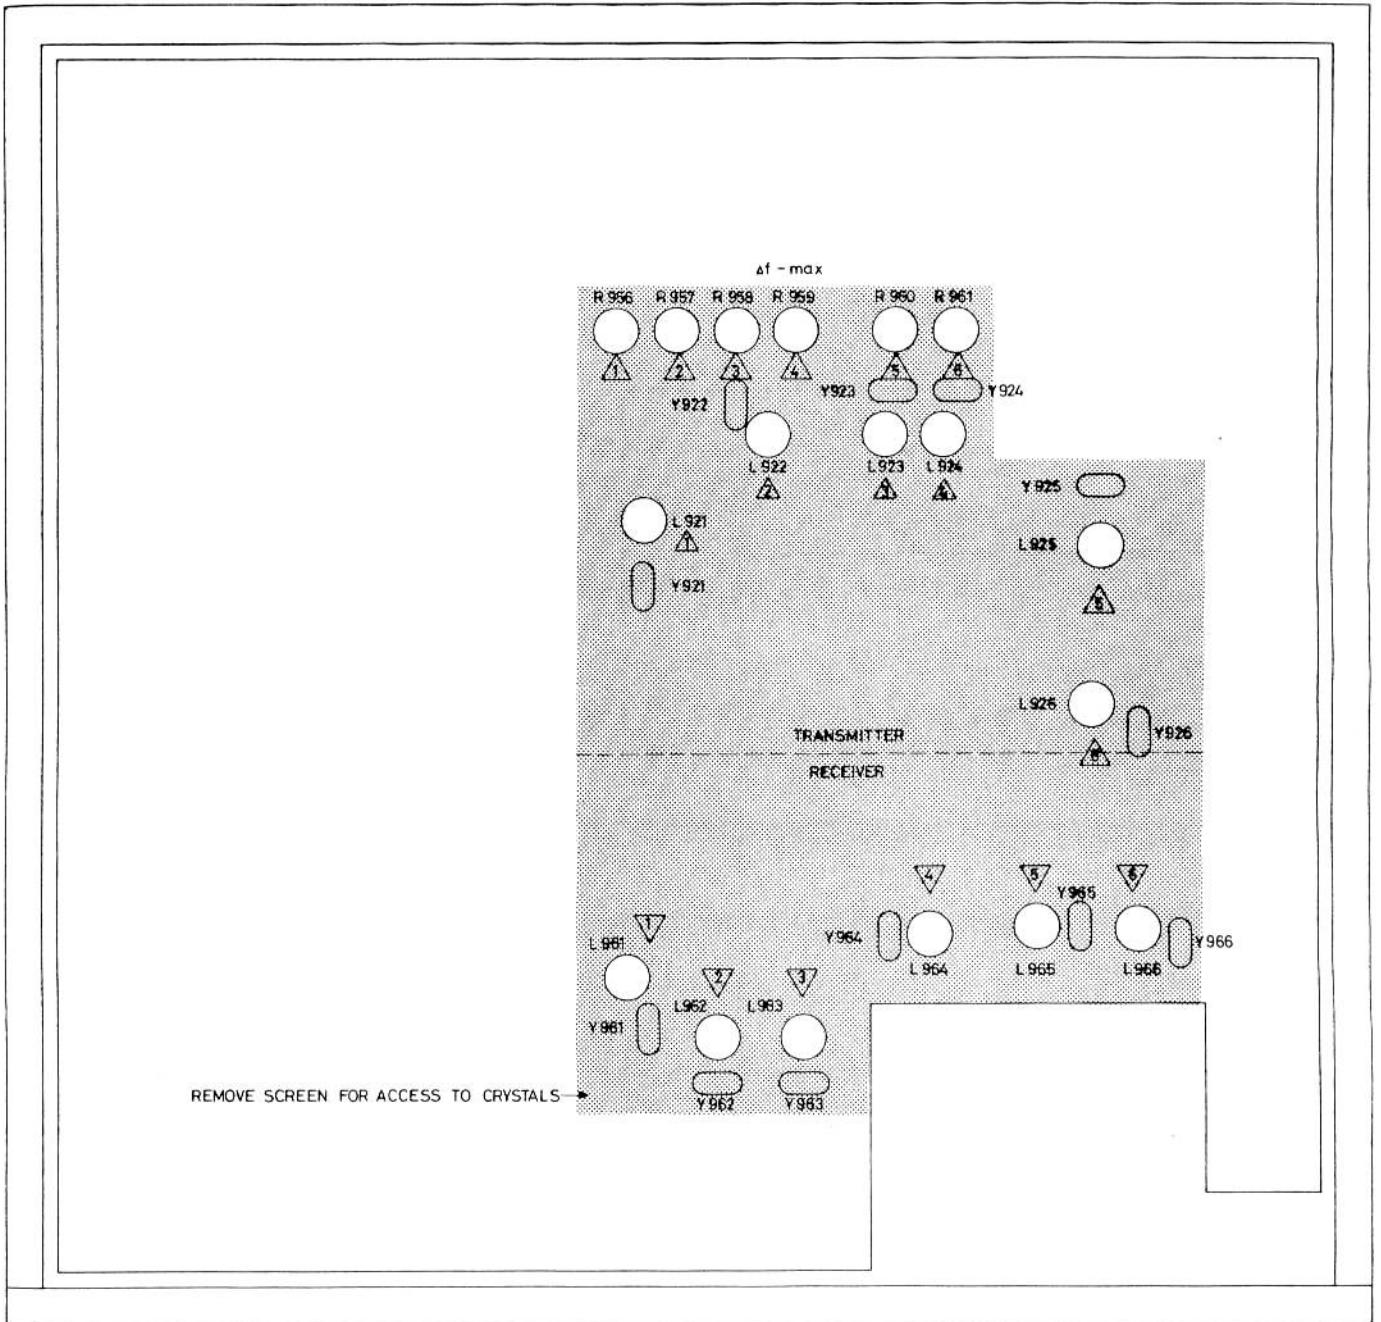 Δf - max
R 956 R 957 R 958 R 959 R 960 R 961
1 2 3 4 5 6
Y922 Y923 Y924
L 922 L 923 L 924
2 3 4
Y 925
L 921
1
L 925
Y 921
5
L 926
Y 926
TRANSMITTER
6
RECEIVER
4 5 6
Y 965
1
Y 964 Y 966
L 961
L 964 L 965 L 966
2 3
L 962 L 963
Y 961
REMOVE SCREEN FOR ACCESS TO CRYSTALS
Y 962 Y 963